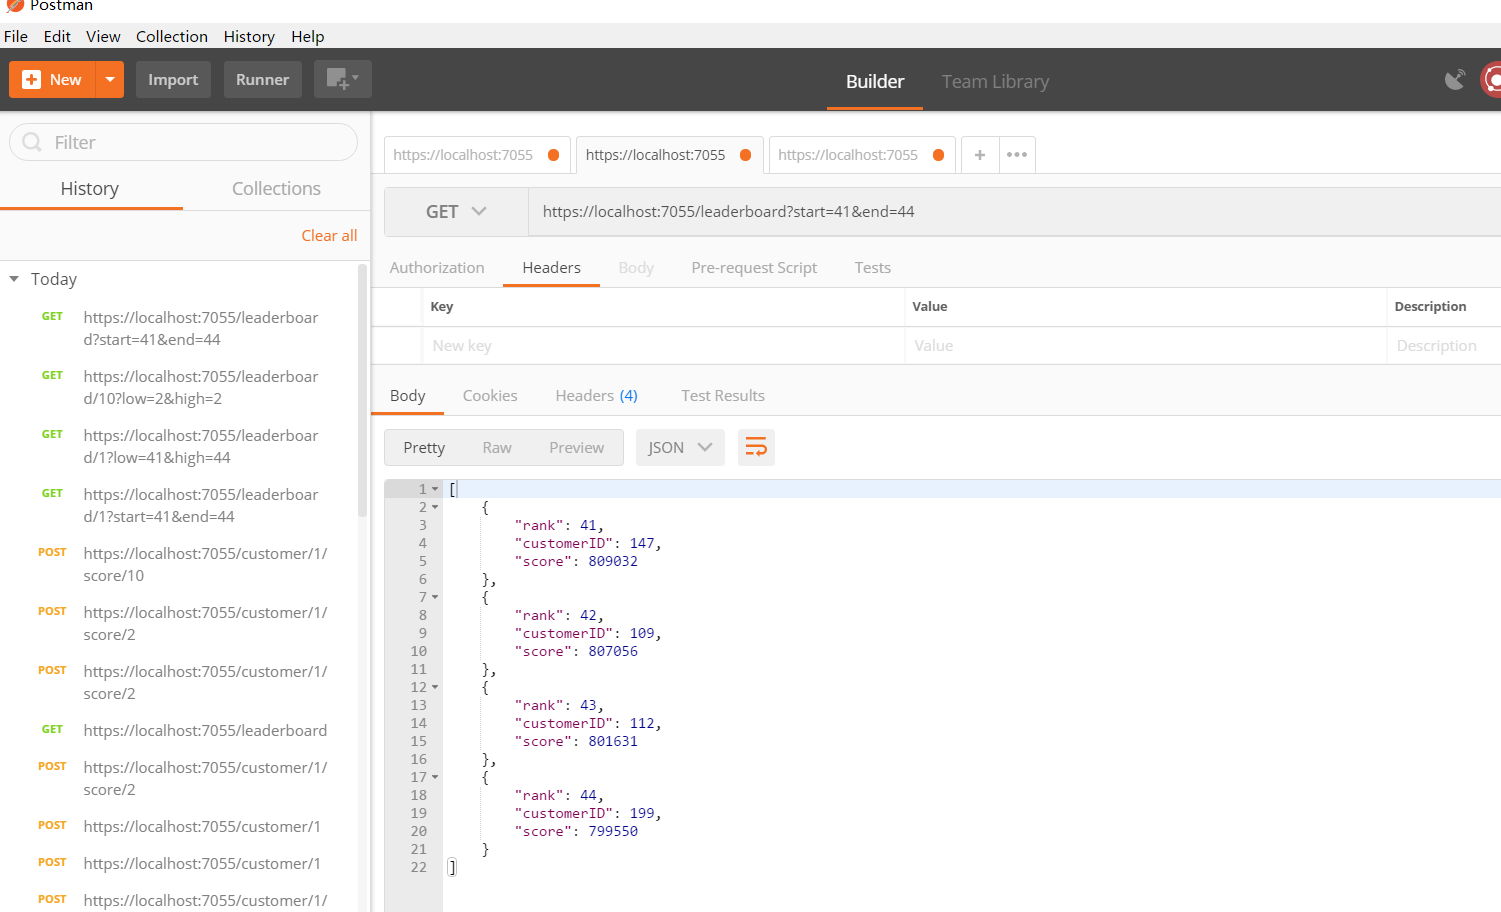 Postman
File Edit View Collection History Help
New Import Runner Builder Team Library
Filter
History Collections
Clear all
Today
GET https://localhost:7055/leaderboar
d?start=41&end=44
GET https://localhost:7055/leaderboar
d/10?low=2&high=2
GET https://localhost:7055/leaderboar
d/1?low=41&high=44
GET https://localhost:7055/leaderboar
d/1?start=41&end=44
POST https://localhost:7055/customer/1/
score/10
POST https://localhost:7055/customer/1/
score/2
POST https://localhost:7055/customer/1/
score/2
GET https://localhost:7055/leaderboard
POST https://localhost:7055/customer/1/
score/2
POST https://localhost:7055/customer/1
POST https://localhost:7055/customer/1
POST https://localhost:7055/customer/1/
https://localhost:7055 https://localhost:7055 https://localhost:7055 + •••
GET https://localhost:7055/leaderboard?start=41&end=44
Authorization Headers Body Pre-request Script Tests
Key Value Description
New key Value Description
Body Cookies Headers (4) Test Results
Pretty Raw Preview JSON
1 [
2 {
3 "rank": 41,
4 "customerID": 147,
5 "score": 809032
6 },
7 {
8 "rank": 42,
9 "customerID": 109,
10 "score": 807056
11 },
12 {
13 "rank": 43,
14 "customerID": 112,
15 "score": 801631
16 },
17 {
18 "rank": 44,
19 "customerID": 199,
20 "score": 799550
21 }
22 ]